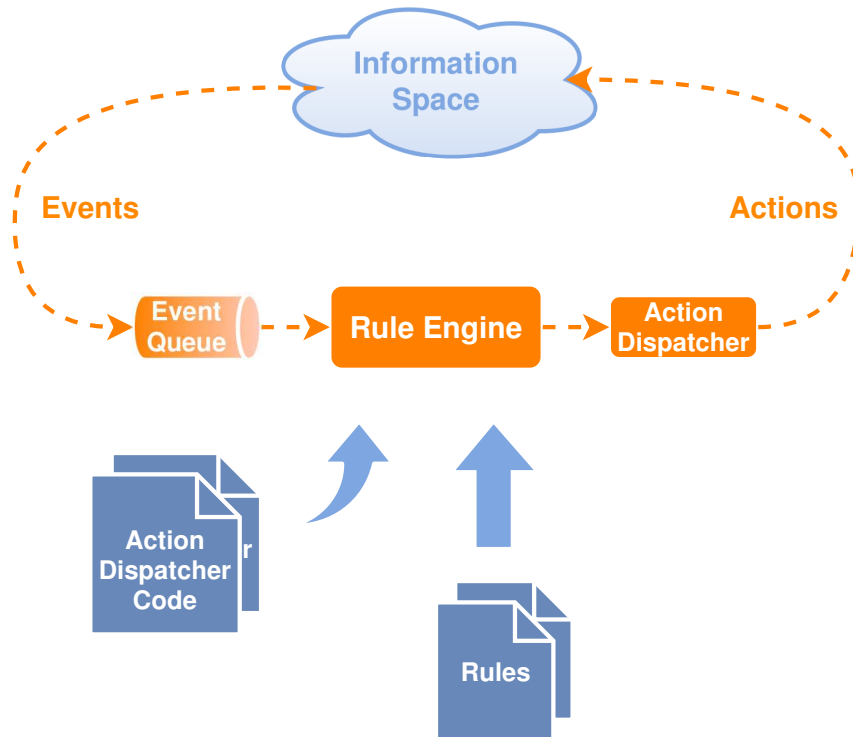 Information
Space
Events
Actions
Event
Queue
Rule Engine
Action
Dispatcher
Action
Dispatcher
Code
r
Rules